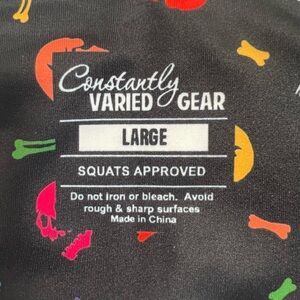 Constantly
VARIED GEAR
LARGE
SQUATS APPROVED
Do not iron or bleach. Avoid
rough & sharp surfaces
Made in China